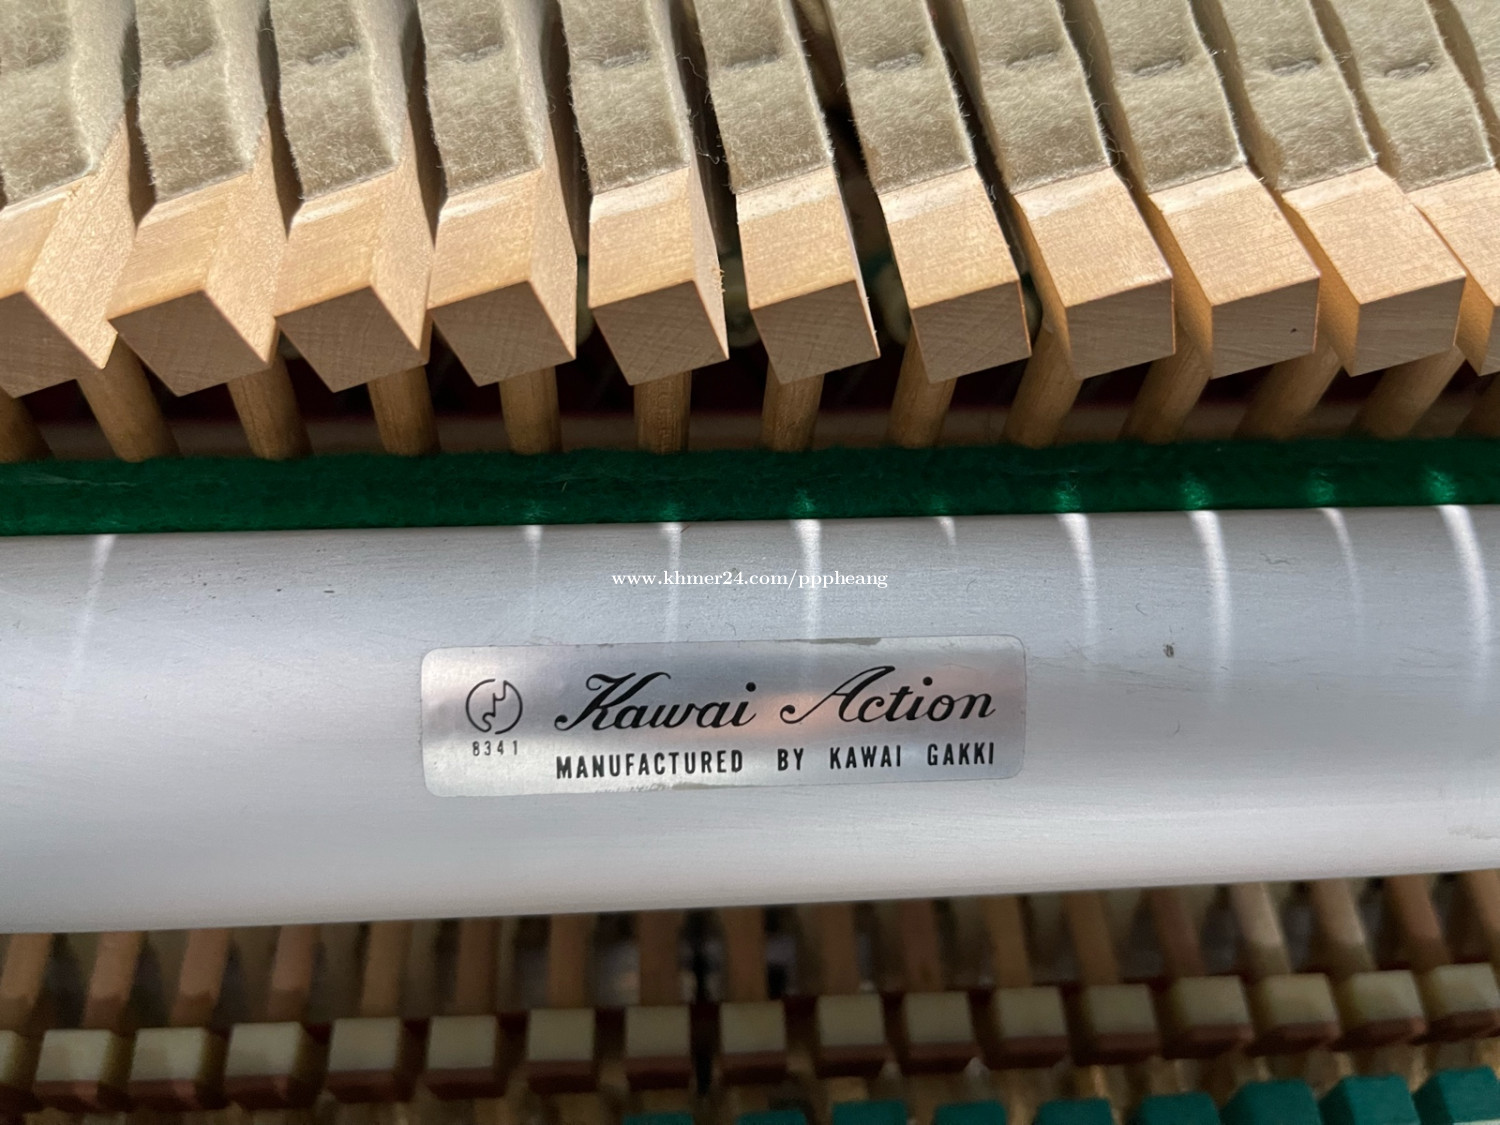 www.khmer24.com/pppheang
Kawai Action
8341
MANUFACTURED BY KAWAI GAKKI